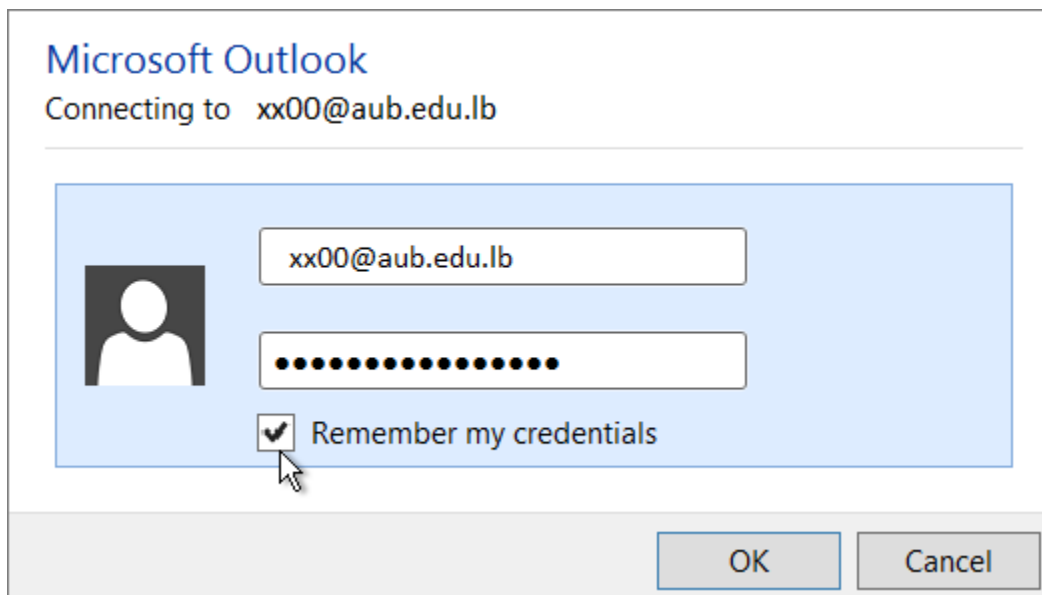 Microsoft Outlook
Connecting to xx00@aub.edu.lb
xx00@aub.edu.lb
••••••••••••••••
Remember my credentials
OK Cancel